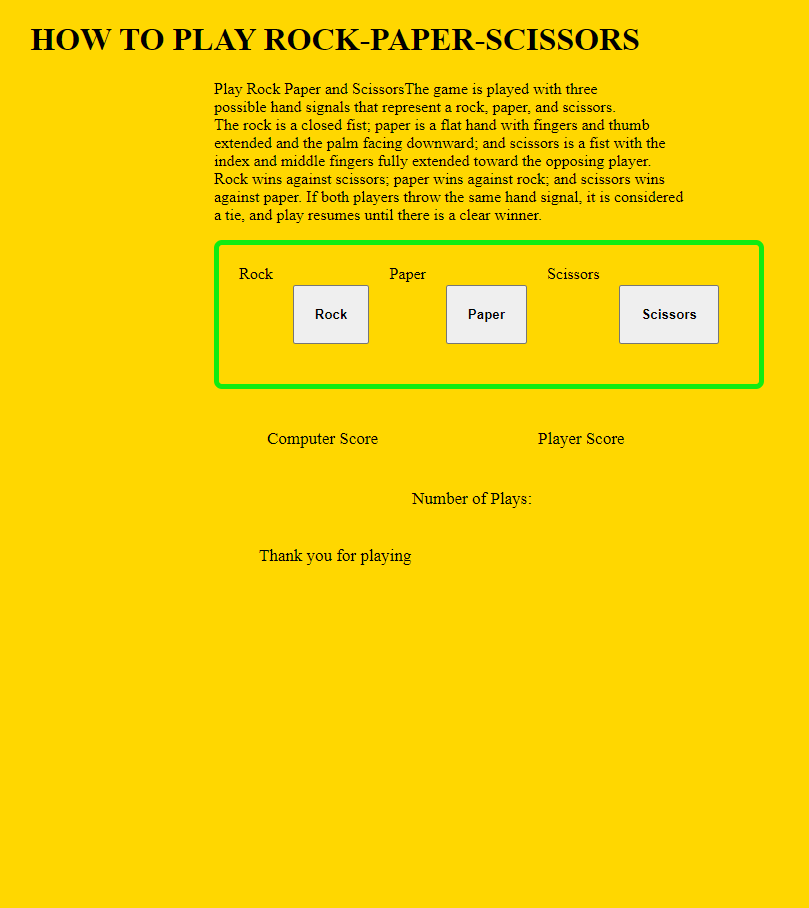 HOW TO PLAY ROCK-PAPER-SCISSORS
Play Rock Paper and ScissorsThe game is played with three
possible hand signals that represent a rock, paper, and scissors.
The rock is a closed fist; paper is a flat hand with fingers and thumb
extended and the palm facing downward; and scissors is a fist with the
index and middle fingers fully extended toward the opposing player.
Rock wins against scissors; paper wins against rock; and scissors wins
against paper. If both players throw the same hand signal, it is considered
a tie, and play resumes until there is a clear winner.
Rock Paper Scissors
Rock Paper Scissors
Computer Score Player Score
Number of Plays:
Thank you for playing